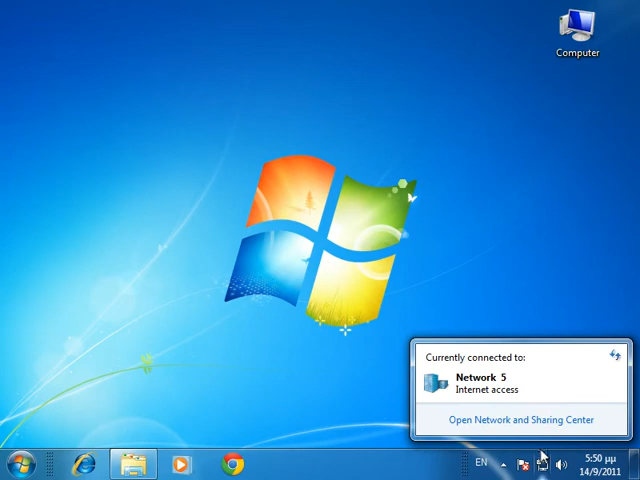 Computer
Currently connected to:
Network 5
Internet access
Open Network and Sharing Center
EN
5:50 μμ
14/9/2011